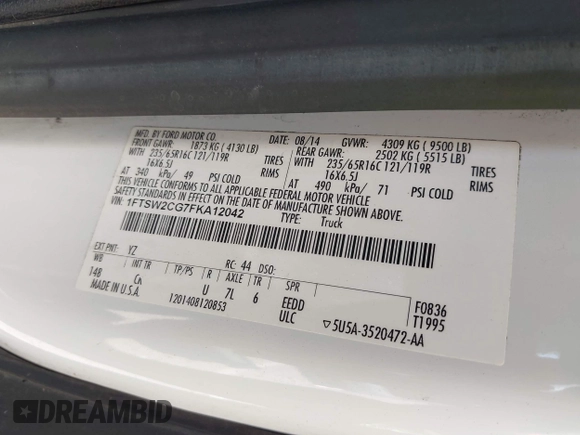 MFD. BY FORD MOTOR CO. DATE: 08/14 GVWR: 4309 KG ( 9500 LB)
FRONT GAWR: 1873 KG ( 4130 LB) REAR GAWR: 2502 KG ( 5515 LB)
WITH 235/65R16C 121/119R TIRES WITH 235/65R16C 121/119R TIRES
16X6.5J RIMS 16X6.5J RIMS
AT 340 kPa/ 49 PSI COLD AT 490 kPa/ 71 PSI COLD
THIS VEHICLE CONFORMS TO ALL APPLICABLE FEDERAL MOTOR VEHICLE SAFETY STANDARDS IN EFFECT ON THE
DATE OF MANUFACTURE SHOWN ABOVE.
VIN: 1FTSW2CG7FKA12042 TYPE: Truck
EXT PNT: YZ RC: 44 DSO:
WB INT TR TP/PS R AXLE TR SPR
148 CK U 7L 6 EEDD F0836
MADE IN U.S.A. ULC T1995
1201408120853 ▽5U5A-3520472-AA
DREAMBID